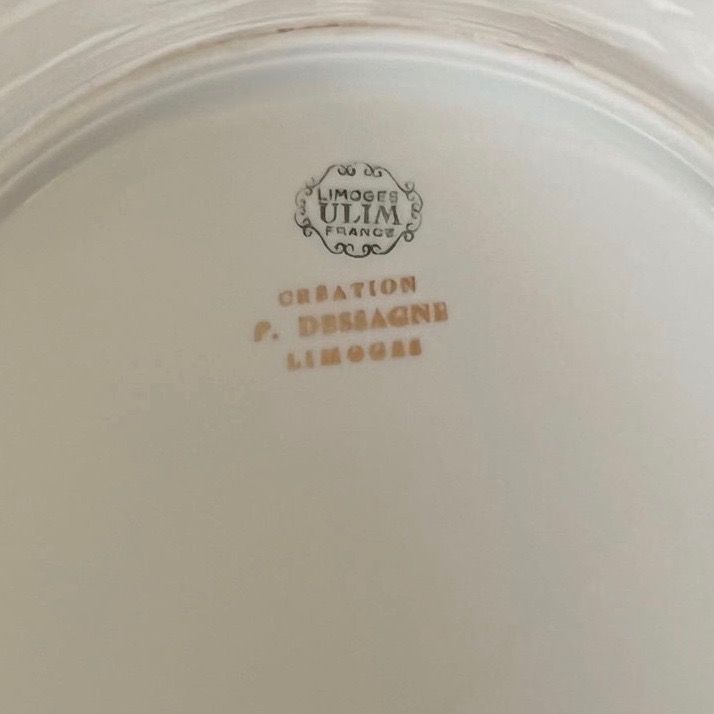 LIMOGES
ULIM
FRANCE
CREATION
P. DESSAGNE
LIMOGES